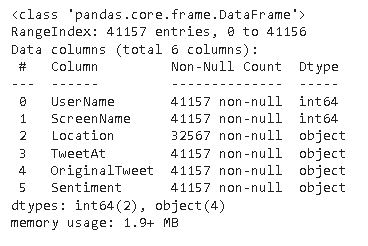 <class 'pandas.core.frame.DataFrame'>
RangeIndex: 41157 entries, 0 to 41156
Data columns (total 6 columns):
 #   Column         Non-Null Count  Dtype
---  ------         --------------  -----
 0   UserName       41157 non-null  int64
 1   ScreenName     41157 non-null  int64
 2   Location       32567 non-null  object
 3   TweetAt        41157 non-null  object
 4   OriginalTweet  41157 non-null  object
 5   Sentiment      41157 non-null  object
dtypes: int64(2), object(4)
memory usage: 1.9+ MB